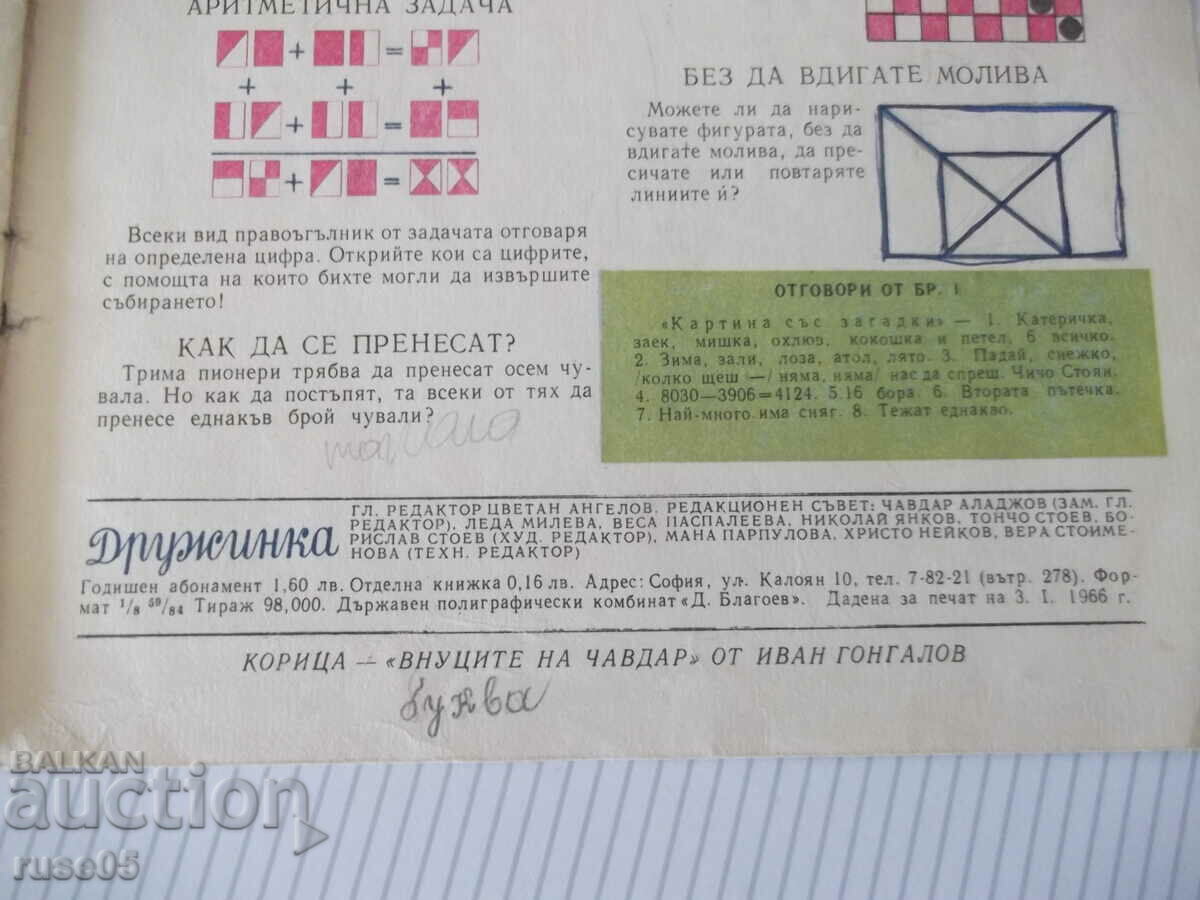 АРИТМЕТИЧНА ЗАДАЧА
Всеки вид правоъгълник от задачата отговаря
на определена цифра. Открийте кои са цифрите,
с помощта на които бихте могли да извършите
събирането!
КАК ДА СЕ ПРЕНЕСАТ?
Трима пионери трябва да пренесат осем чу-
вала. Но как да постъпят, та всеки от тях да
пренесе еднакъв брой чували?
БЕЗ ДА ВДИГАТЕ МОЛИВА
Можете ли да нари-
сувате фигурата, без да
вдигате молива, да пре-
сичате или повтаряте
линиите ѝ?
ОТГОВОРИ ОТ БР. I
«Картина със загадки» — 1. Катеричка,
заек, мишка, охлюв, кокошка и петел, 6 всичко.
2. Зима, зали, лоза, атол, лято. 3. Падай, снежко,
/колко щеш —/ няма, няма/ нас да спреш. Чичо Стоян.
4. 8030—3906=4124. 5.16 бора. 6. Втората пътечка.
7. Най-много има сняг. 8. Тежат еднакво.
Дружинка
ГЛ. РЕДАКТОР ЦВЕТАН АНГЕЛОВ. РЕДАКЦИОНЕН СЪВЕТ: ЧАВДАР АЛАДЖОВ (ЗАМ. ГЛ.
РЕДАКТОР), ЛЕДА МИЛЕВА, ВЕСА ПАСПАЛЕЕВА, НИКОЛАЙ ЯНКОВ, ТОНЧО СТОЕВ, БО-
РИСЛАВ СТОЕВ (ХУД. РЕДАКТОР), МАНА ПАРПУЛОВА, ХРИСТО НЕЙКОВ, ВЕРА СТОИМЕ-
НОВА (ТЕХН. РЕДАКТОР)
Годишен абонамент 1,60 лв. Отделна книжка 0,16 лв. Адрес: София, ул. Калоян 10, тел. 7-82-21 (вътр. 278). Фор-
мат 1/8 59/84 Тираж 98,000. Държавен полиграфически комбинат «Д. Благоев». Дадена за печат на 3. I. 1966 г.
КОРИЦА — «ВНУЦИТЕ НА ЧАВДАР» ОТ ИВАН ГОНГАЛОВ
буква
BALKAN
auction
ruse05